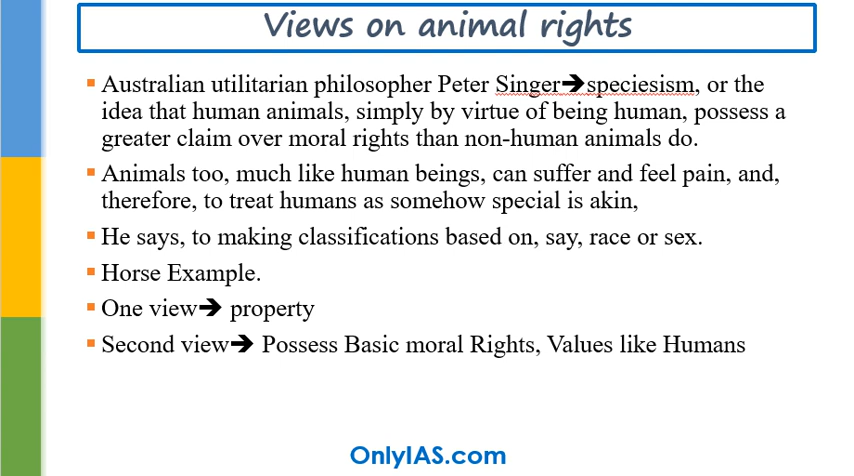 Views on animal rights
▪ Australian utilitarian philosopher Peter Singer➔speciesism, or the
idea that human animals, simply by virtue of being human, possess a
greater claim over moral rights than non-human animals do.
▪ Animals too, much like human beings, can suffer and feel pain, and,
therefore, to treat humans as somehow special is akin,
▪ He says, to making classifications based on, say, race or sex.
▪ Horse Example.
▪ One view➔ property
▪ Second view➔ Possess Basic moral Rights, Values like Humans
OnlyIAS.com